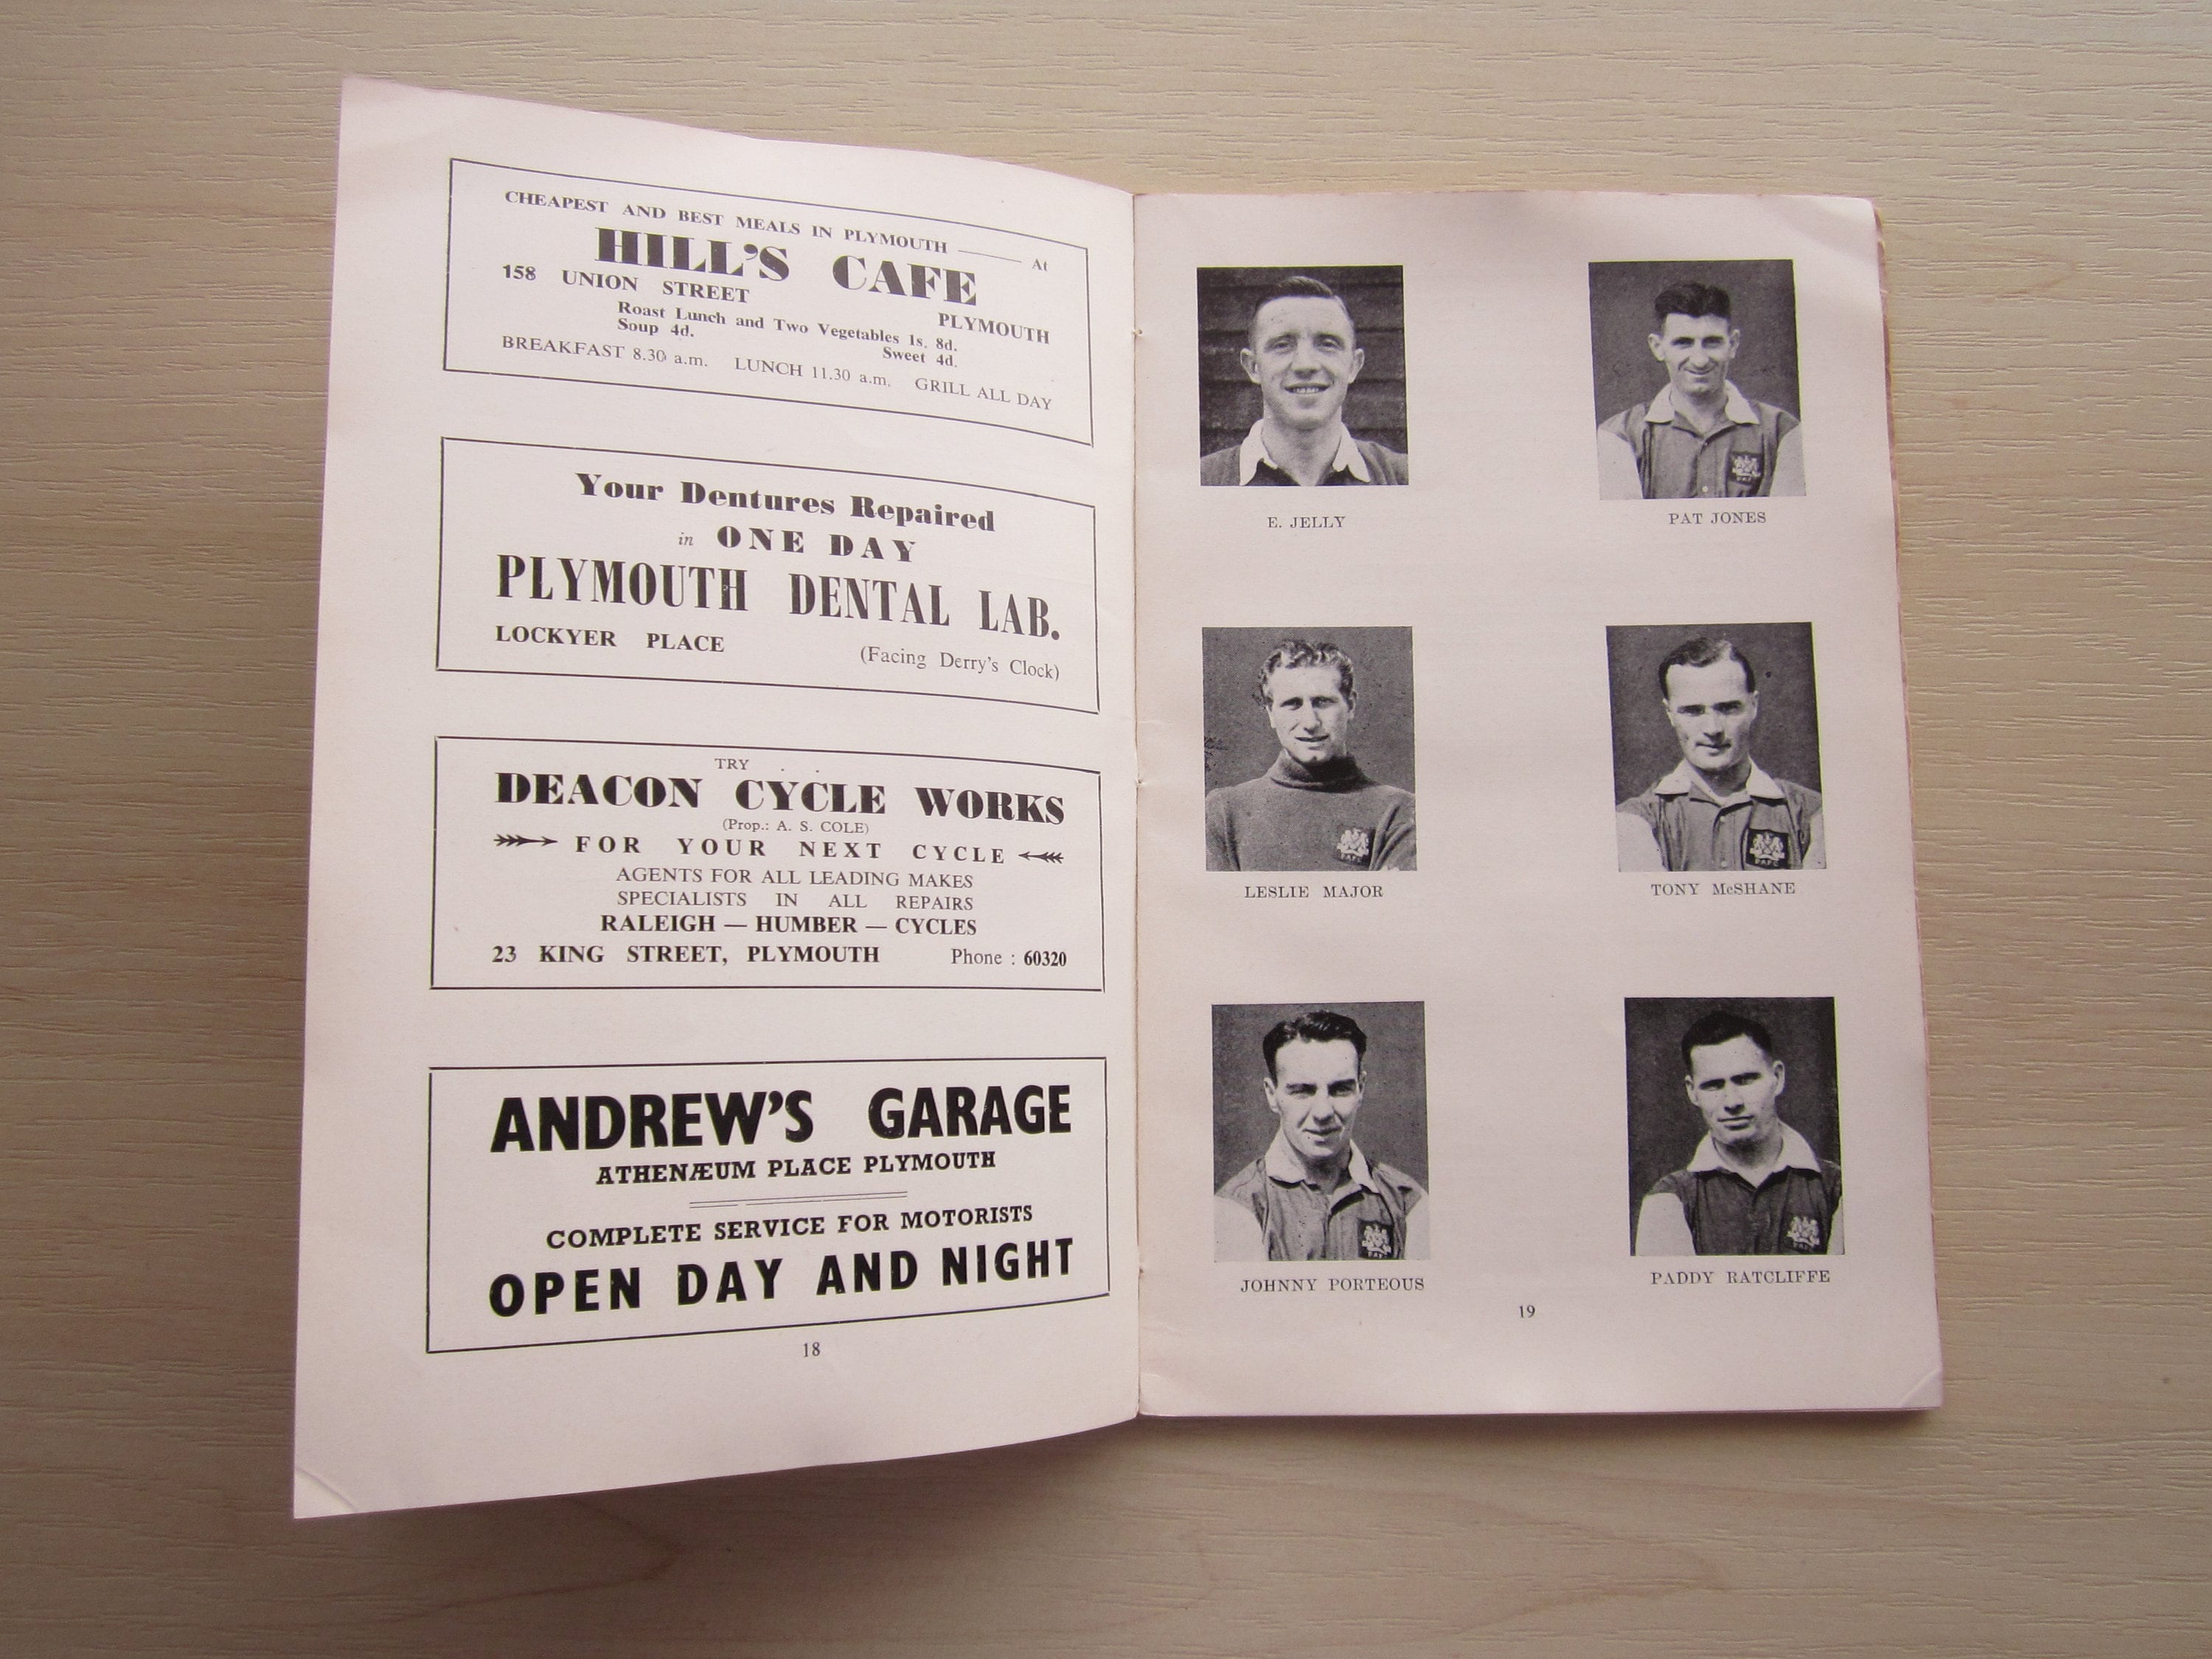 CHEAPEST AND BEST MEALS IN PLYMOUTH —— At
HILL'S CAFE
158 UNION STREET
PLYMOUTH
Roast Lunch and Two Vegetables 1s. 8d.
Soup 4d. Sweet 4d.
BREAKFAST 8.30 a.m. LUNCH 11.30 a.m. GRILL ALL DAY
Your Dentures Repaired
in ONE DAY
PLYMOUTH DENTAL LAB.
LOCKYER PLACE (Facing Derry's Clock)
TRY
DEACON CYCLE WORKS
(Prop.: A. S. COLE)
FOR YOUR NEXT CYCLE
AGENTS FOR ALL LEADING MAKES
SPECIALISTS IN ALL REPAIRS
RALEIGH — HUMBER — CYCLES
23 KING STREET, PLYMOUTH Phone : 60320
ANDREW'S GARAGE
ATHENÆUM PLACE PLYMOUTH
COMPLETE SERVICE FOR MOTORISTS
OPEN DAY AND NIGHT
18
E. JELLY
PAT JONES
LESLIE MAJOR
TONY McSHANE
JOHNNY PORTEOUS
PADDY RATCLIFFE
19